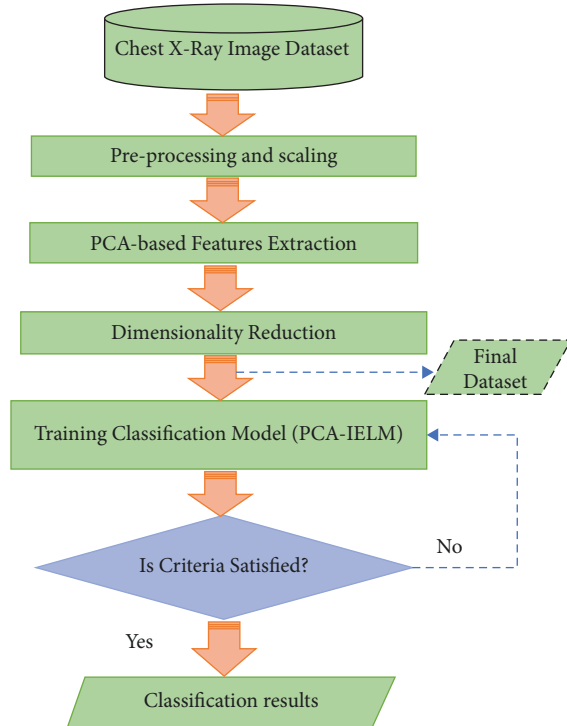 Chest X-Ray Image Dataset
Pre-processing and scaling
PCA-based Features Extraction
Dimensionality Reduction
Final
Dataset
Training Classification Model (PCA-IELM)
Is Criteria Satisfied?
No
Yes
Classification results